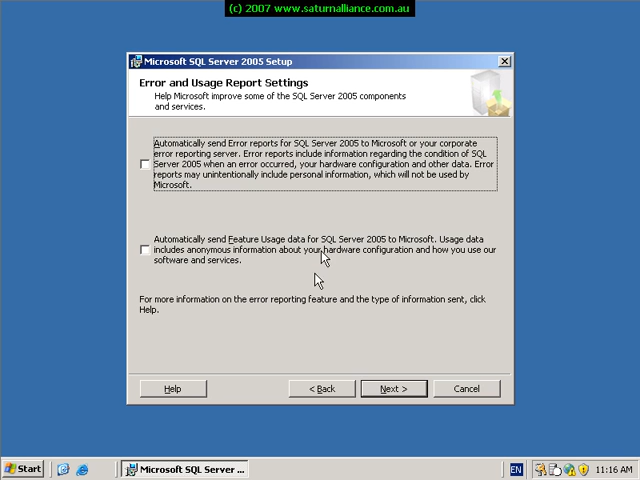 (c) 2007 www.saturnalliance.com.au
Microsoft SQL Server 2005 Setup
Error and Usage Report Settings
Help Microsoft improve some of the SQL Server 2005 components
and services.
Automatically send Error reports for SQL Server 2005 to Microsoft or your corporate
error reporting server. Error reports include information regarding the condition of SQL
Server 2005 when an error occurred, your hardware configuration and other data. Error
reports may unintentionally include personal information, which will not be used by
Microsoft.
Automatically send Feature Usage data for SQL Server 2005 to Microsoft. Usage data
includes anonymous information about your hardware configuration and how you use our
software and services.
For more information on the error reporting feature and the type of information sent, click
Help.
Help
< Back
Next >
Cancel
Start
Microsoft SQL Server ...
EN
11:16 AM